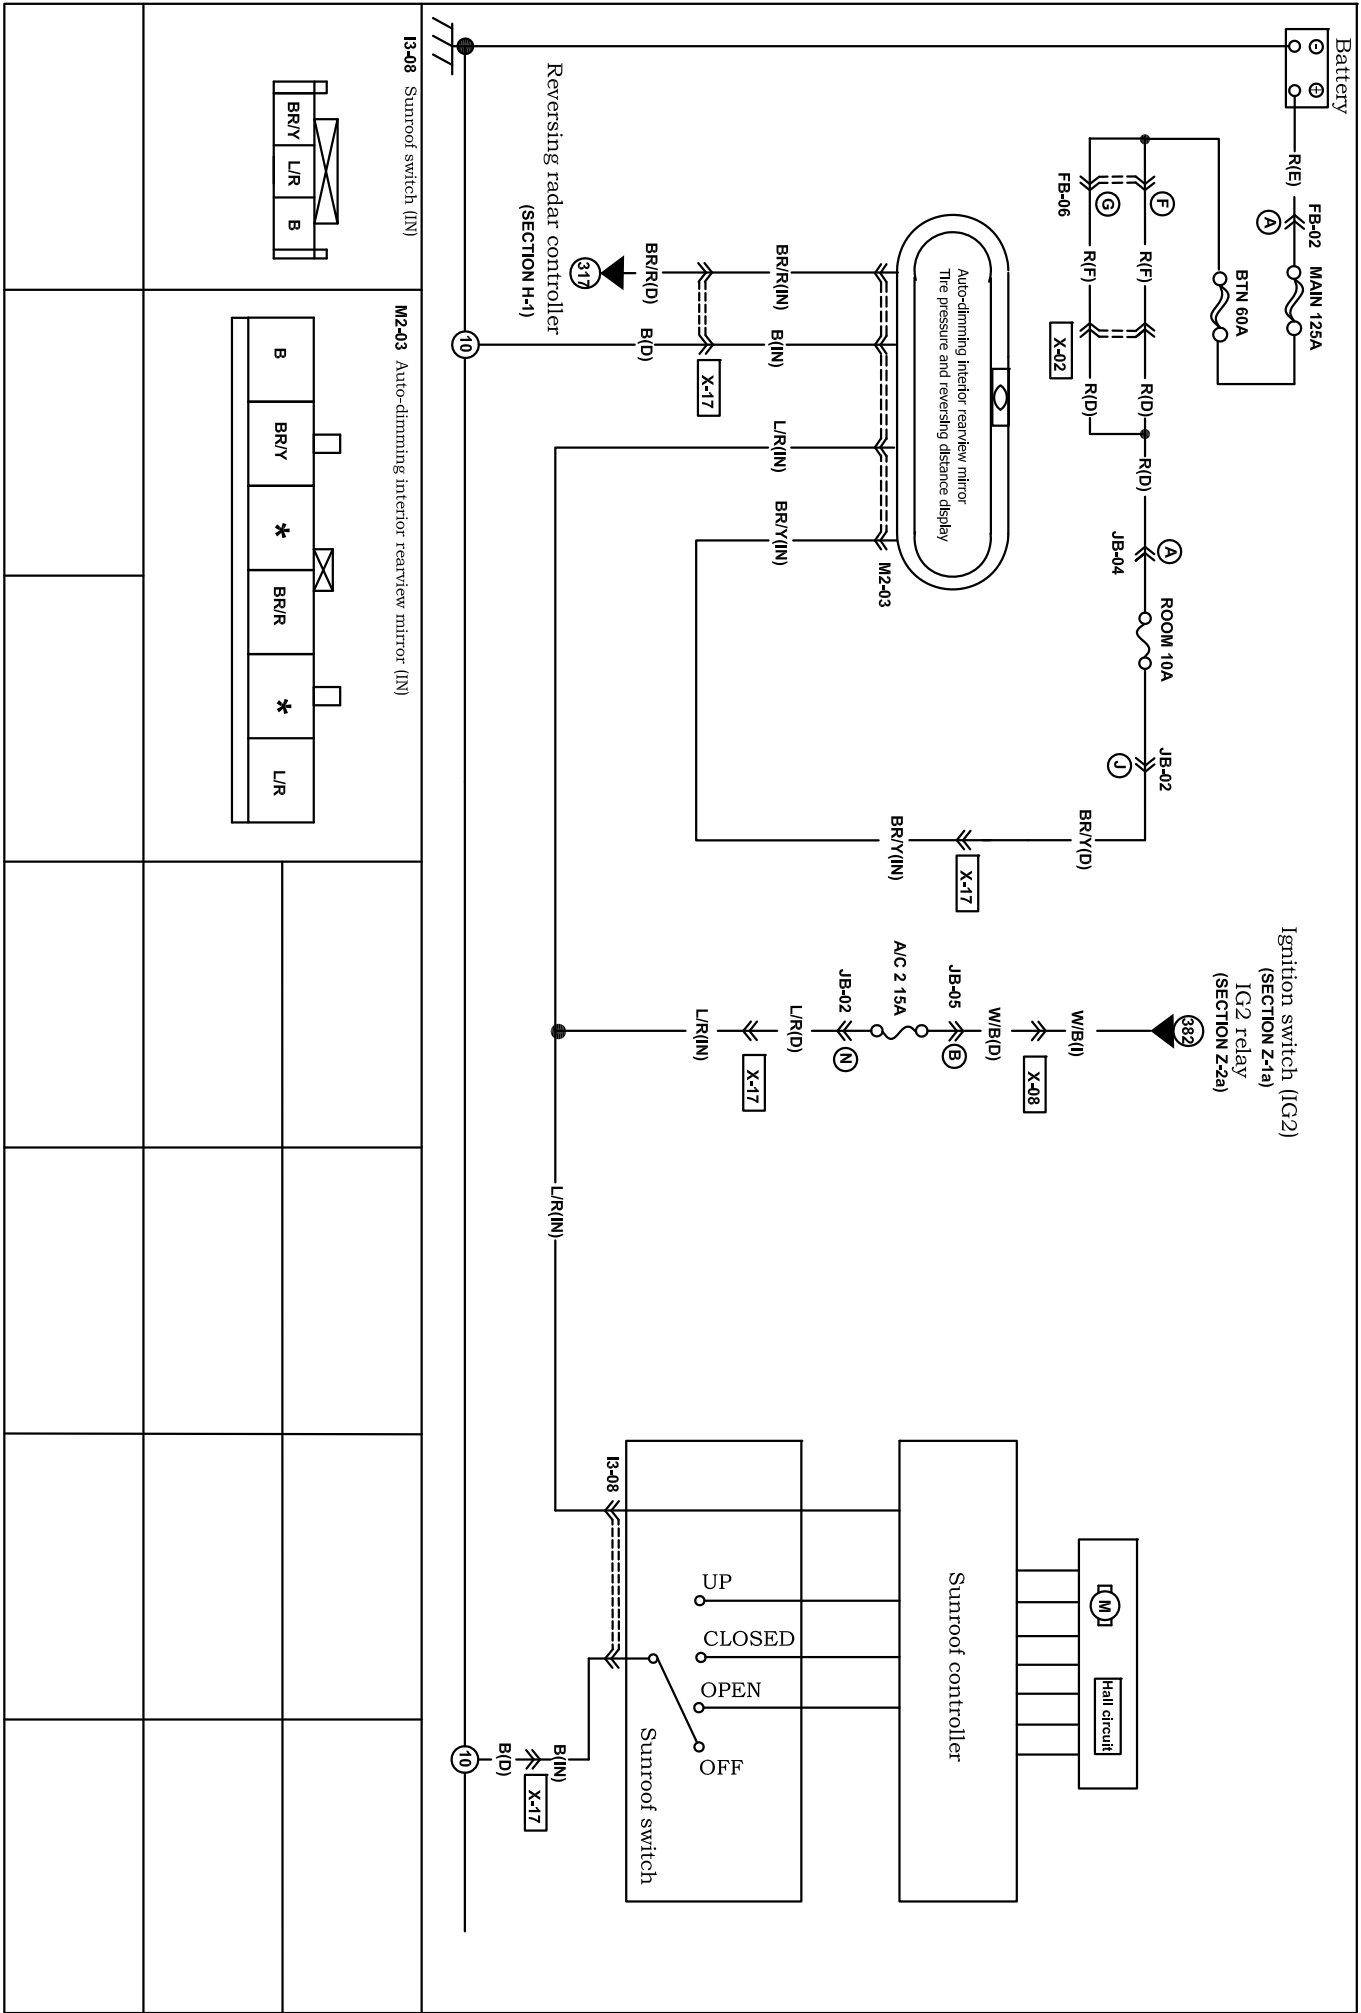 Battery
R(E)
FB-02
A
MAIN 125A
BTN 60A
F
G
FB-06
R(F)
R(F)
X-02
R(D)
R(D)
R(D)
A
JB-04
ROOM 10A
JB-02
J
BR/Y(D)
X-17
BR/Y(IN)
Ignition switch (IG2)
(SECTION Z-1a)
IG2 relay
(SECTION Z-2a)
382
W/B(I)
X-08
W/B(D)
JB-05
B
A/C 2 15A
JB-02
N
L/R(D)
X-17
L/R(IN)
Auto-dimming interior rearview mirror
Tire pressure and reversing distance display
M2-03
BR/R(IN)
B(IN)
L/R(IN)
BR/Y(IN)
X-17
BR/R(D)
B(D)
317
Reversing radar controller
(SECTION H-1)
10
L/R(IN)
M
Hall circuit
Sunroof controller
UP
CLOSED
OPEN
OFF
Sunroof switch
I3-08
B(IN)
X-17
B(D)
10
I3-08 Sunroof switch (IN)
BR/Y
L/R
B
M2-03 Auto-dimming interior rearview mirror (IN)
B
BR/Y
*
BR/R
*
L/R